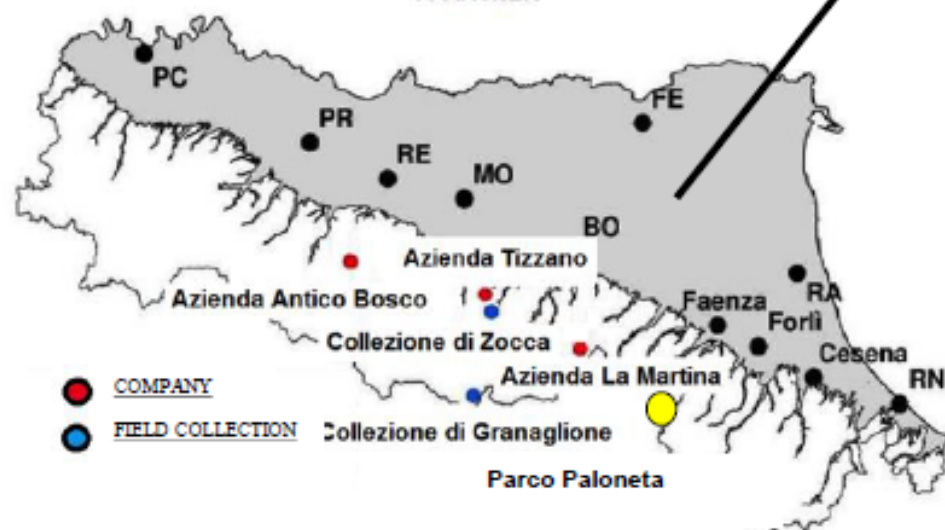 PC
PR
FE
RE
MO
BO
Azienda Tizzano
RA
Azienda Antico Bosco
Faenza
Forlì
Collezione di Zocca
Cesena
Azienda La Martina
RN
COMPANY
FIELD COLLECTION
Collezione di Granaglione
Parco Paloneta